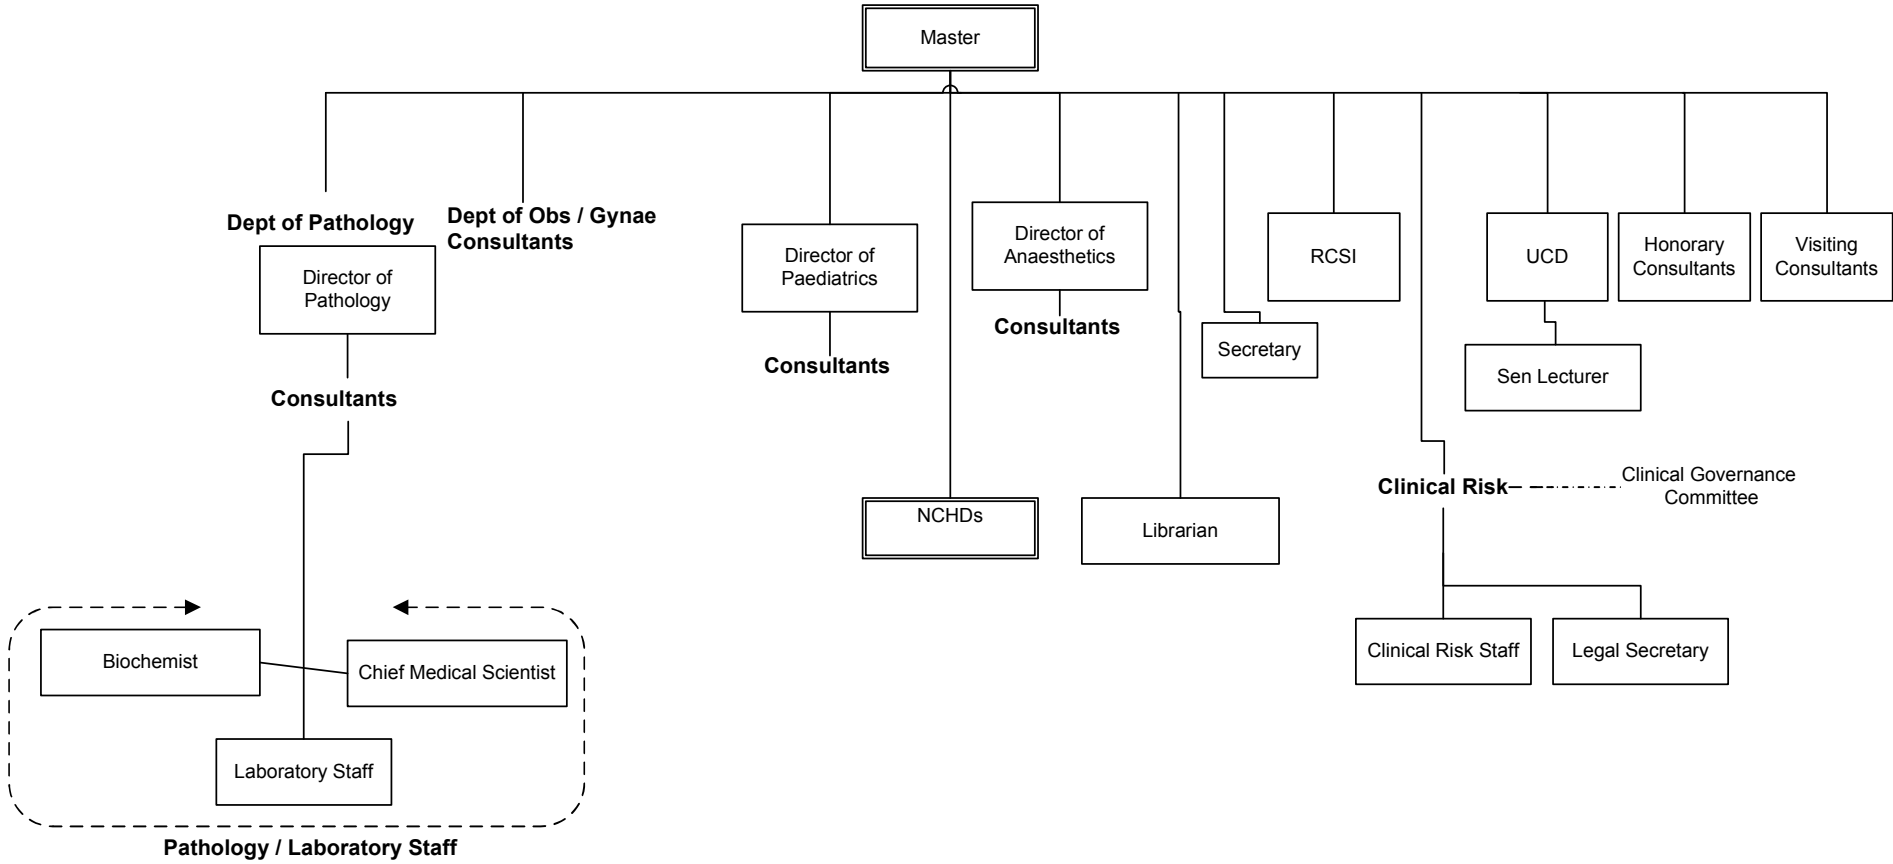 Master
Dept of Pathology
Dept of Obs / Gynae
Consultants
Director of
Pathology
Consultants
Director of
Paediatrics
Consultants
Director of
Anaesthetics
Consultants
RCSI
UCD
Honorary
Consultants
Visiting
Consultants
Secretary
Sen Lecturer
Clinical Risk
Clinical Governance
Committee
NCHDs
Librarian
Clinical Risk Staff
Legal Secretary
Biochemist
Chief Medical Scientist
Laboratory Staff
Pathology / Laboratory Staff